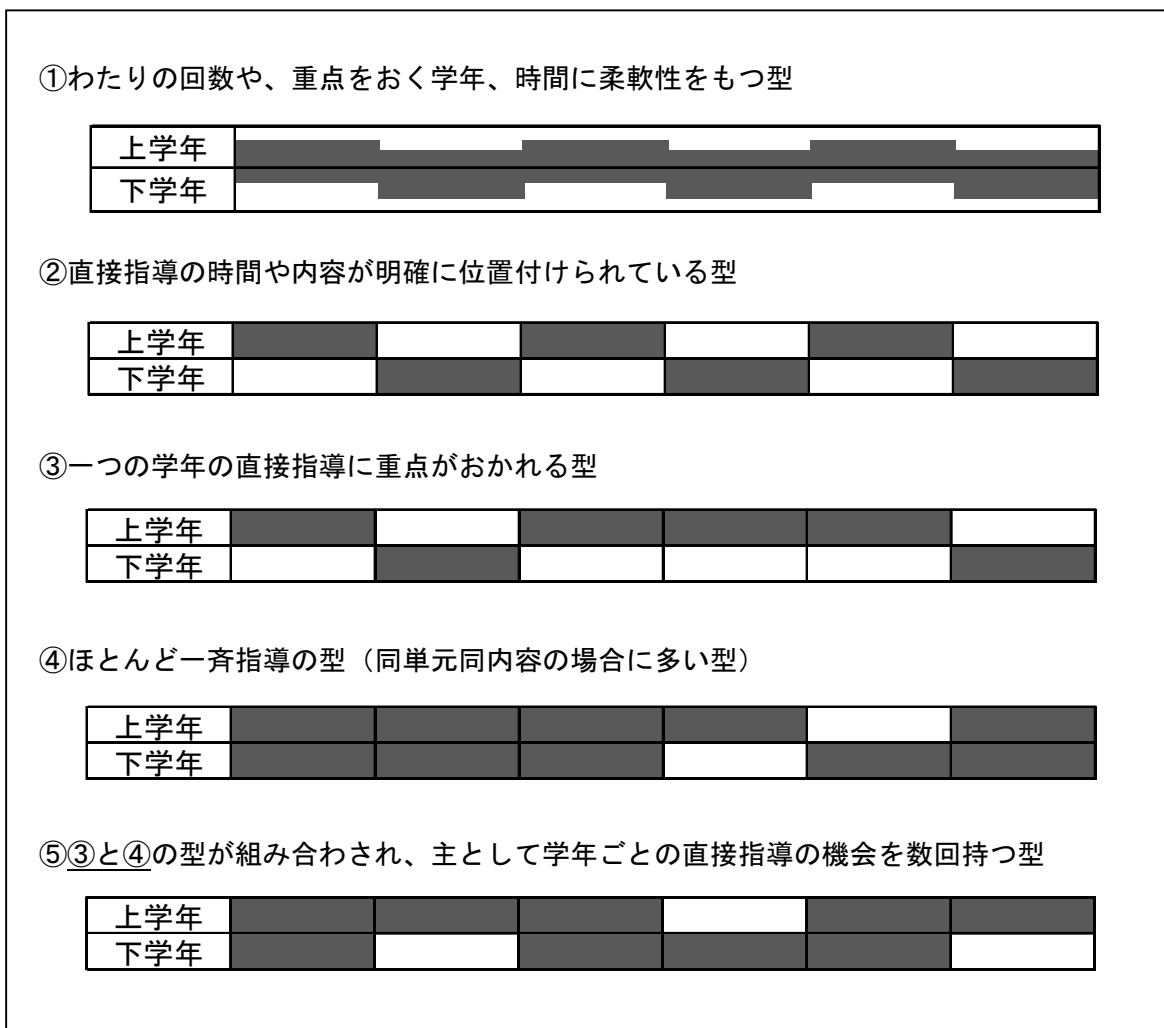 ①わたりの回数や、重点をおく学年、時間に柔軟性をもつ型
上学年
下学年
②直接指導の時間や内容が明確に位置付けられている型
上学年
下学年
③一つの学年の直接指導に重点がおかれる型
上学年
下学年
④ほとんど一斉指導の型（同単元同内容の場合に多い型）
上学年
下学年
⑤③と④の型が組み合わされ、主として学年ごとの直接指導の機会を数回持つ型
上学年
下学年